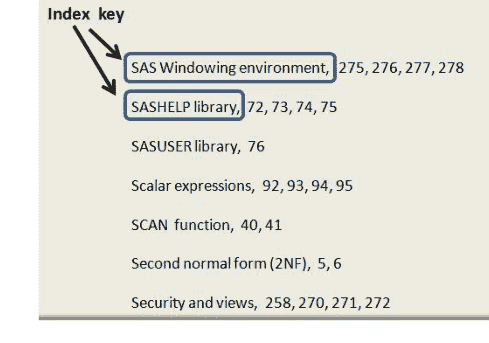 Index key
SAS Windowing environment, 275, 276, 277, 278
SASHELP library, 72, 73, 74, 75
SASUSER library, 76
Scalar expressions, 92, 93, 94, 95
SCAN function, 40, 41
Second normal form (2NF), 5, 6
Security and views, 258, 270, 271, 272